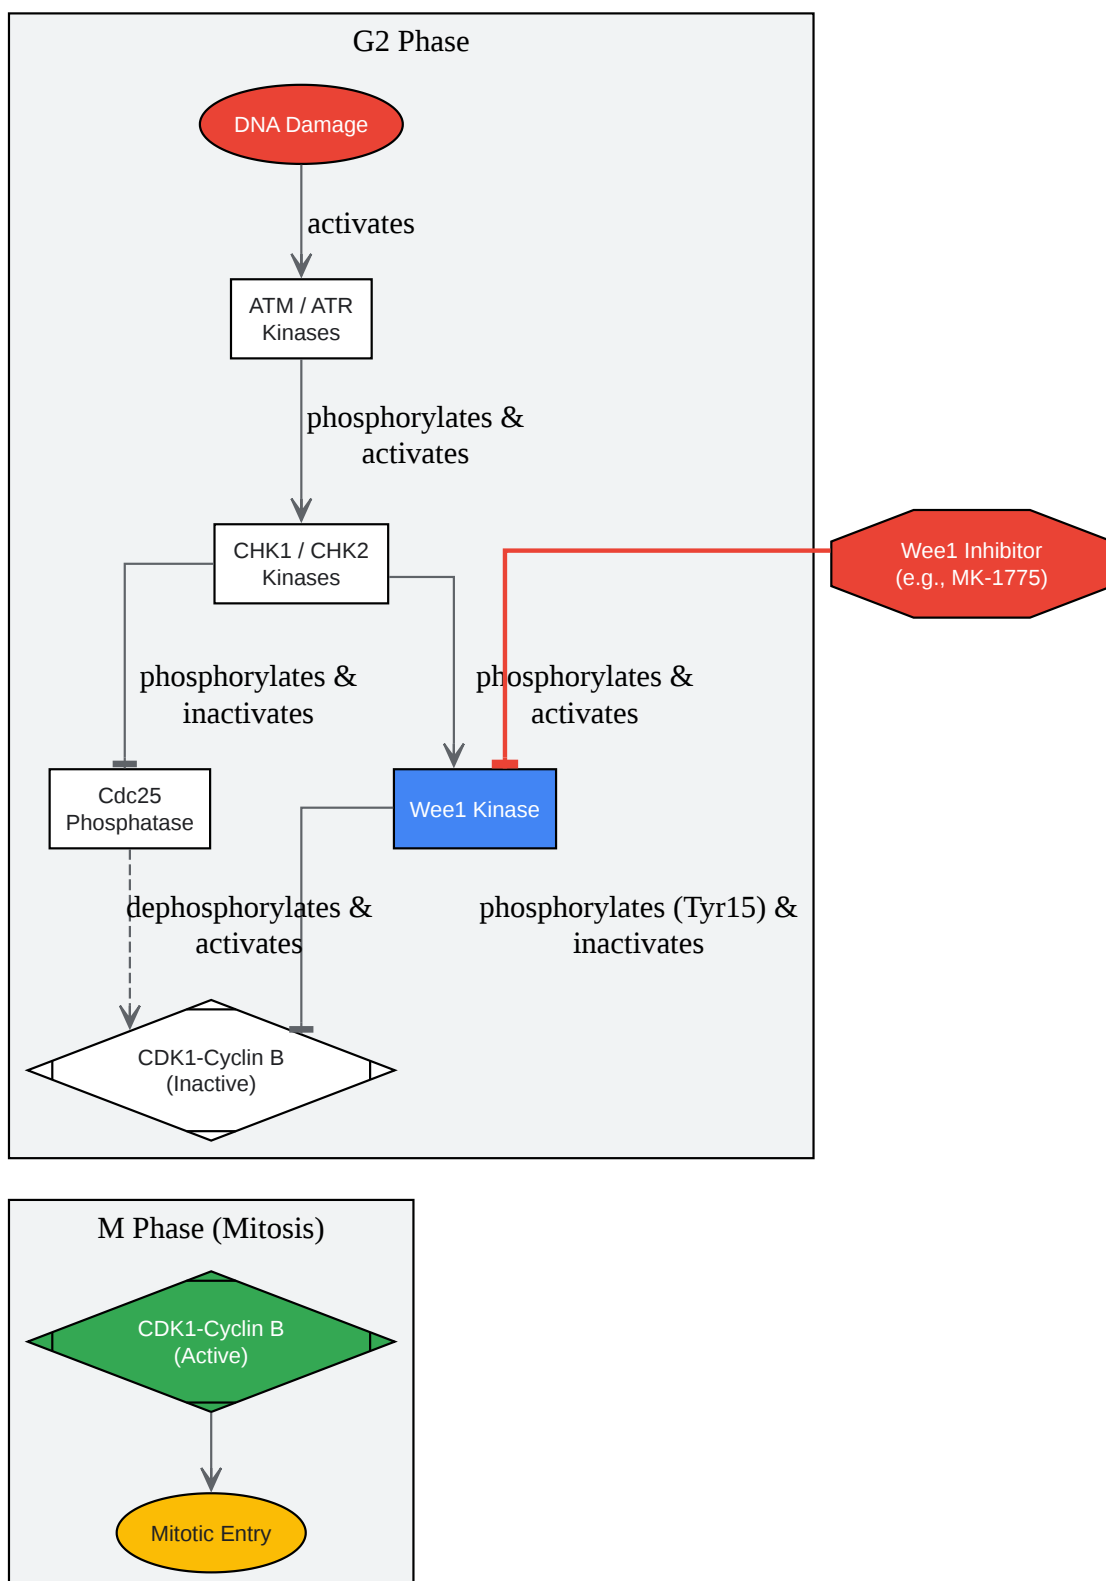 G2 Phase
DNA Damage
activates
ATM / ATR
Kinases
phosphorylates &
activates
CHK1 / CHK2
Kinases
Wee1 Inhibitor
(e.g., MK-1775)
phosphorylates &
inactivates
phosphorylates &
activates
Cdc25
Phosphatase
Wee1 Kinase
dephosphorylates &
activates
phosphorylates (Tyr15) &
inactivates
CDK1-Cyclin B
(Inactive)
M Phase (Mitosis)
CDK1-Cyclin B
(Active)
Mitotic Entry